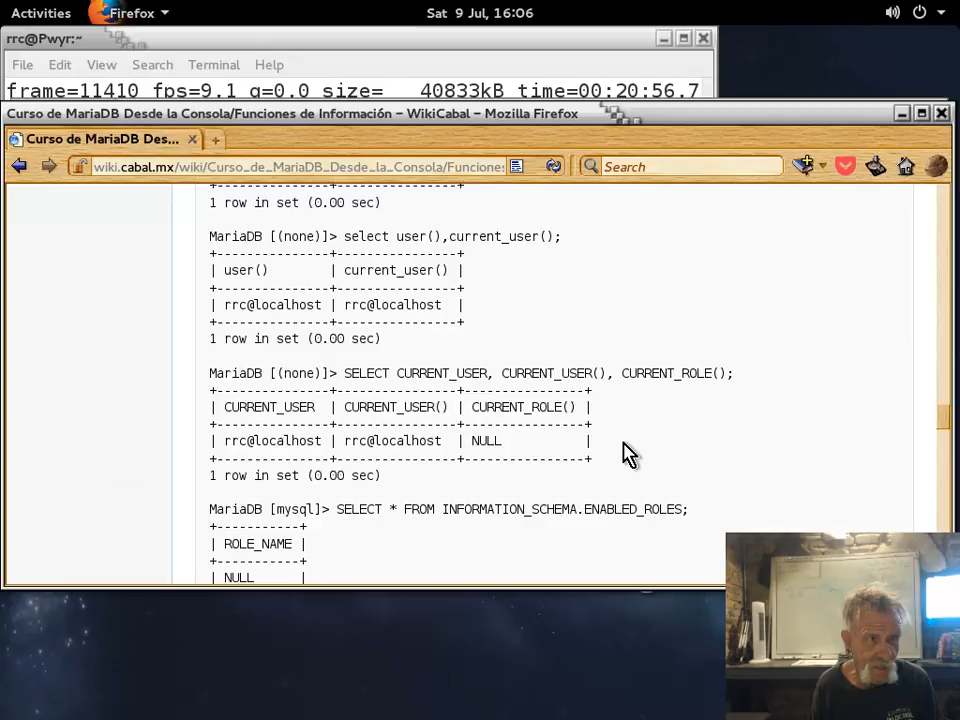 Activities Firefox Sat 9 Jul, 16:06
rrc@Pwyr:~
File Edit View Search Terminal Help
frame=11410 fps=9.1 q=0.0 size= 40833kB time=00:20:56.7
Curso de MariaDB Desde la Consola/Funciones de Información – WikiCabal – Mozilla Firefox
Curso de MariaDB Des...
wiki.cabal.mx/wiki/Curso_de_MariaDB_Desde_la_Consola/Funciones Search
+---------------+----------------+
1 row in set (0.00 sec)
MariaDB [(none)]> select user(),current_user();
+---------------+----------------+
| user() | current_user() |
+---------------+----------------+
| rrc@localhost | rrc@localhost |
+---------------+----------------+
1 row in set (0.00 sec)
MariaDB [(none)]> SELECT CURRENT_USER, CURRENT_USER(), CURRENT_ROLE();
+---------------+----------------+----------------+
| CURRENT_USER | CURRENT_USER() | CURRENT_ROLE() |
+---------------+----------------+----------------+
| rrc@localhost | rrc@localhost | NULL |
+---------------+----------------+----------------+
1 row in set (0.00 sec)
MariaDB [mysql]> SELECT * FROM INFORMATION_SCHEMA.ENABLED_ROLES;
+-----------+
| ROLE_NAME |
+-----------+
| NULL |